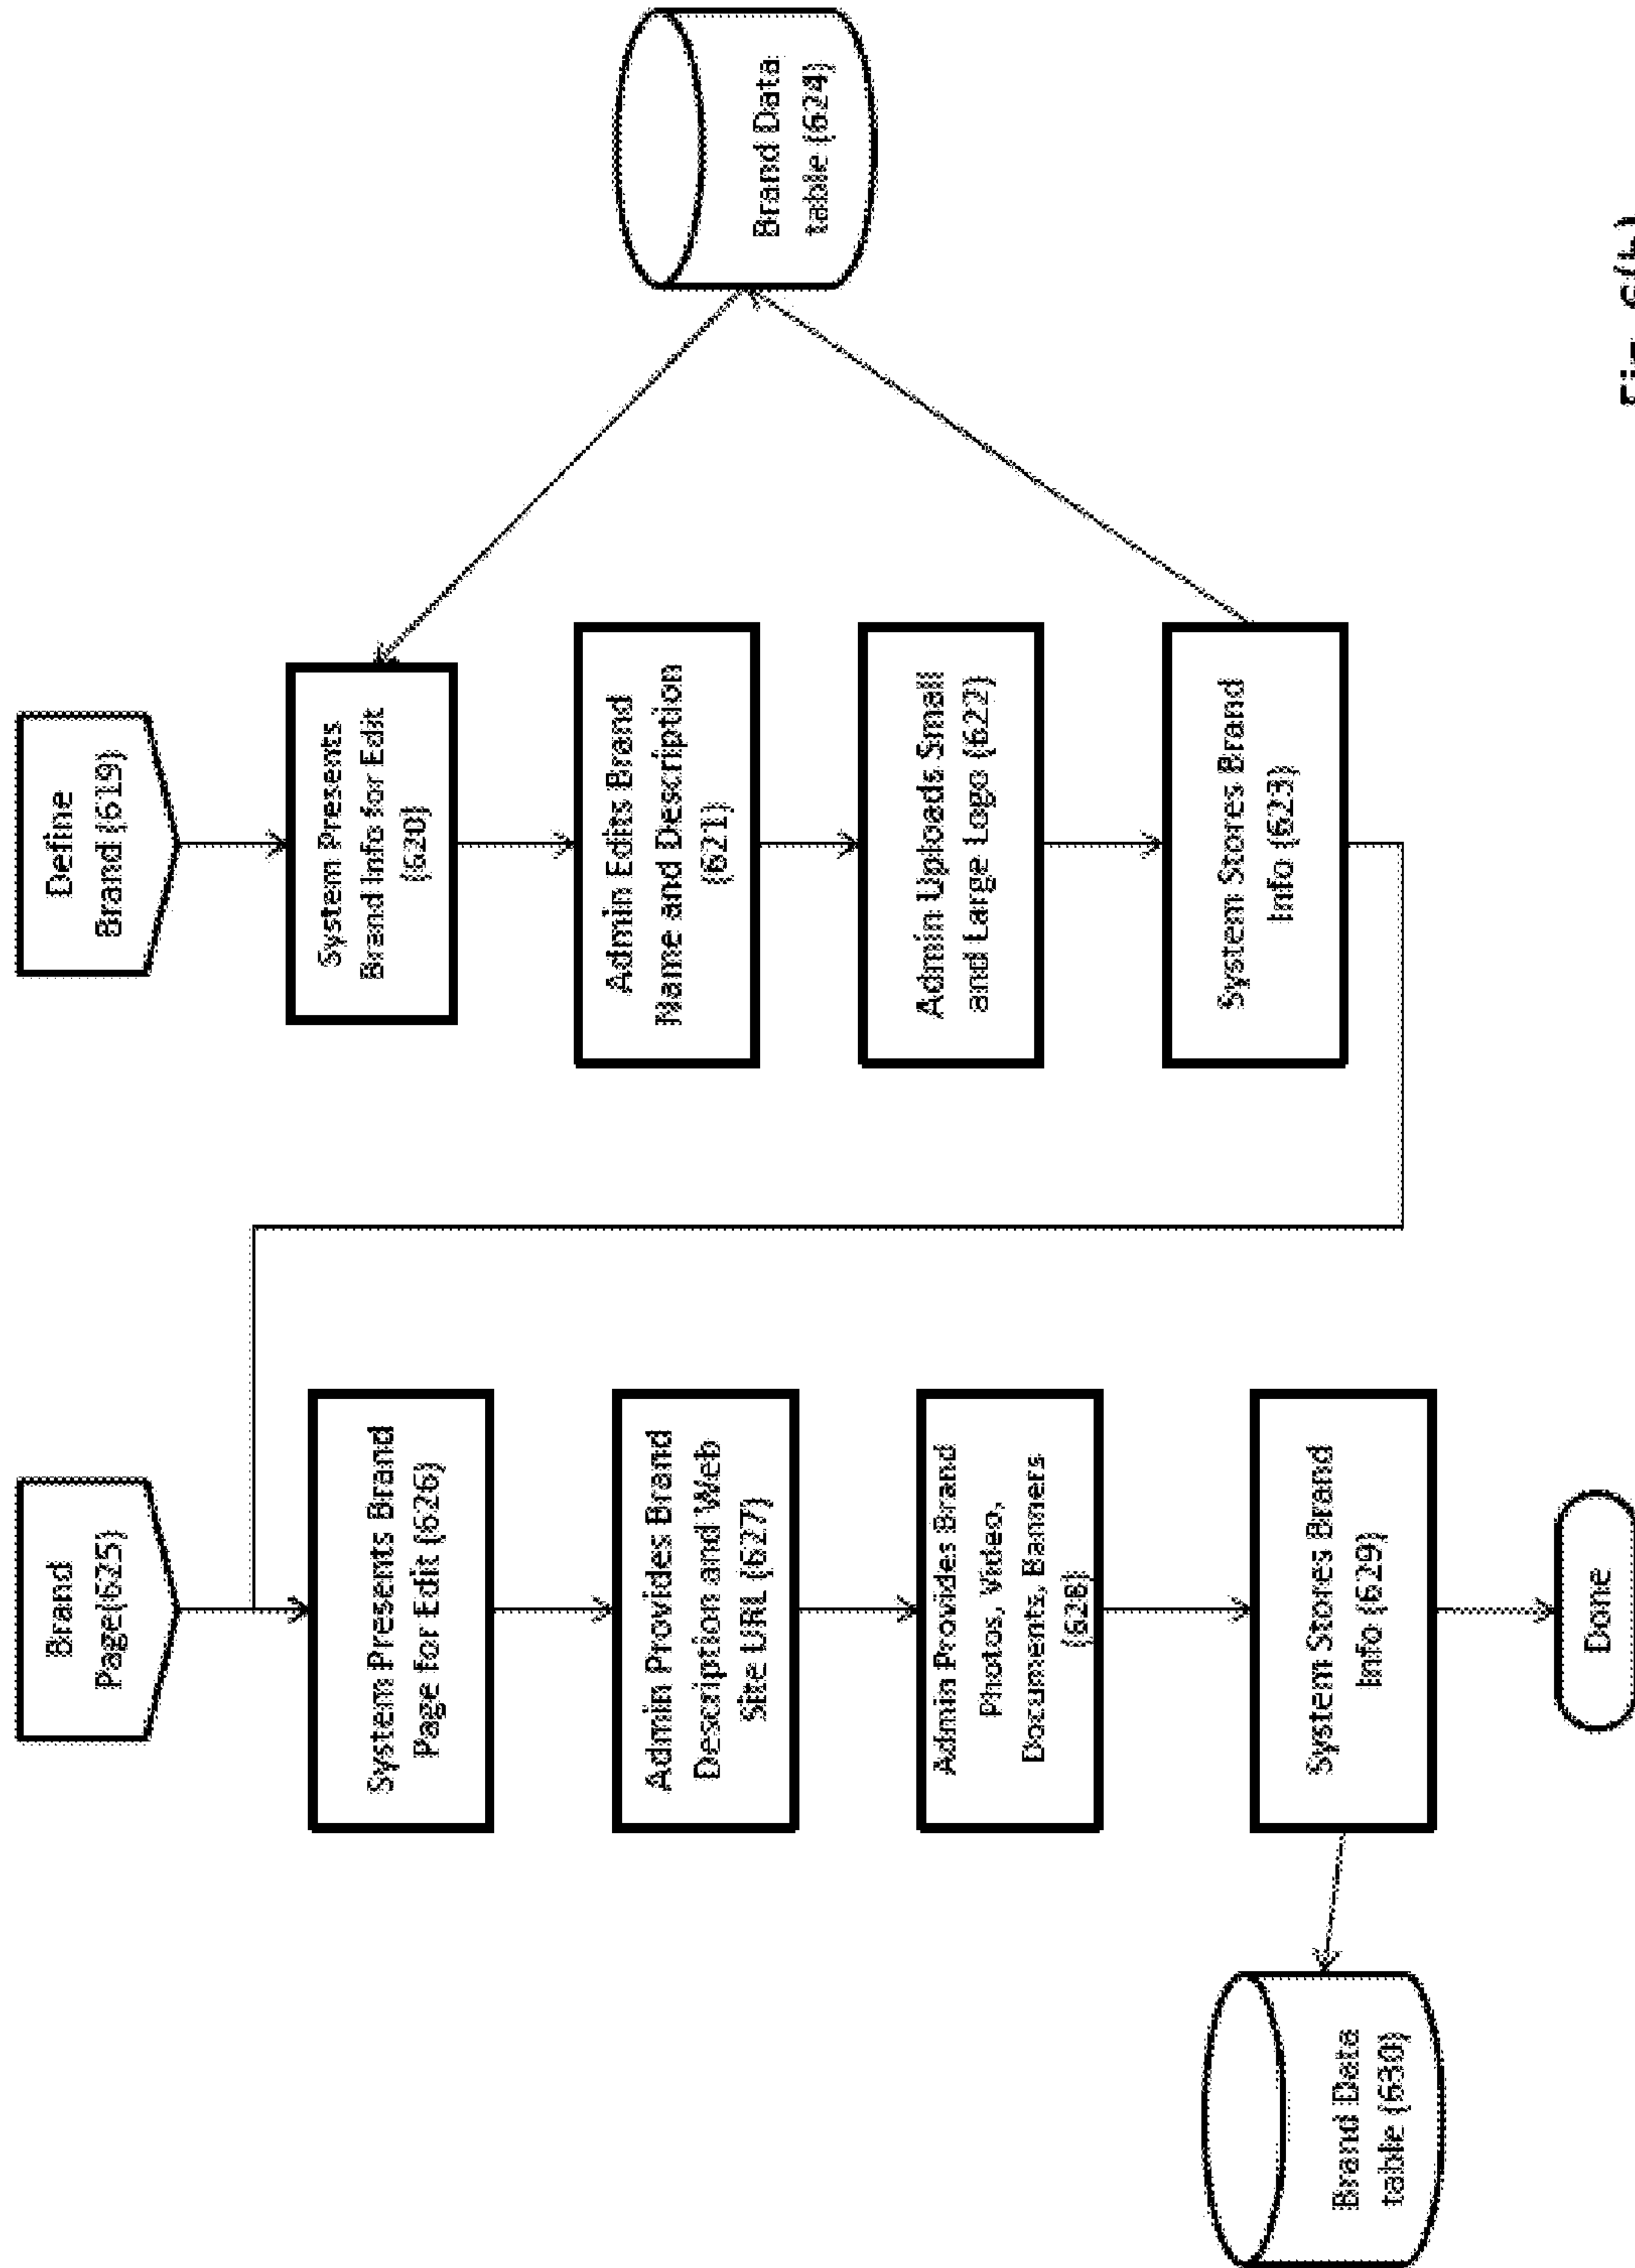 Brand
Page(625)
System Presents Brand
Page for Edit (626)
Admin Provides Brand
Description and Web
Site URL (627)
Admin Provides Brand
Photos, Video,
Documents, Banners
(628)
System Stores Brand
Info (629)
Done
Brand Data
table (630)
Define
Brand (619)
System Presents
Brand Info for Edit
(620)
Admin Edits Brand
Name and Description
(621)
Admin Uploads Small
and Large Logo (622)
System Stores Brand
Info (623)
Brand Data
table (624)